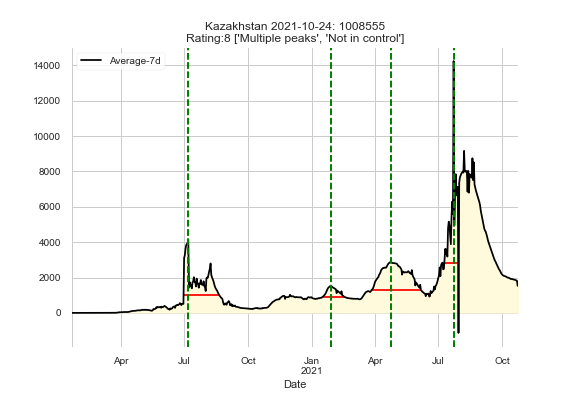 Kazakhstan 2021-10-24: 1008555
Rating:8 ['Multiple peaks', 'Not in control']
Average-7d
14000
12000
10000
8000
6000
4000
2000
0
Apr Jul Oct Jan Apr Jul Oct
2021
Date